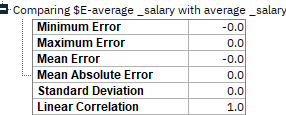 Comparing $E-average _salary with average _salary
Minimum Error -0.0
Maximum Error 0.0
Mean Error -0.0
Mean Absolute Error 0.0
Standard Deviation 0.0
Linear Correlation 1.0